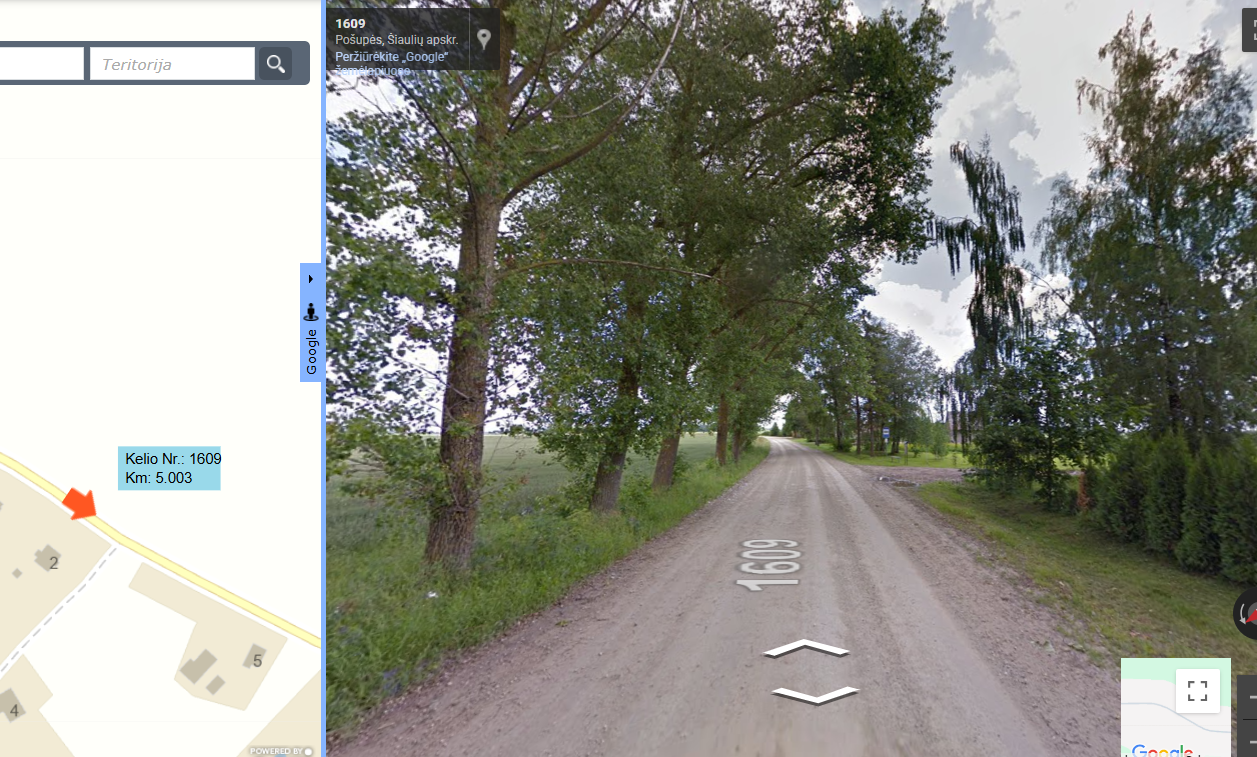 Teritorija
Google
Kelio Nr.: 1609
Km: 5.003
2
5
4
POWERED BY
1609
Pošupės, Šiaulių apskr.
Peržiūrėkite „Google“
žemėlapiuose
1609
Google